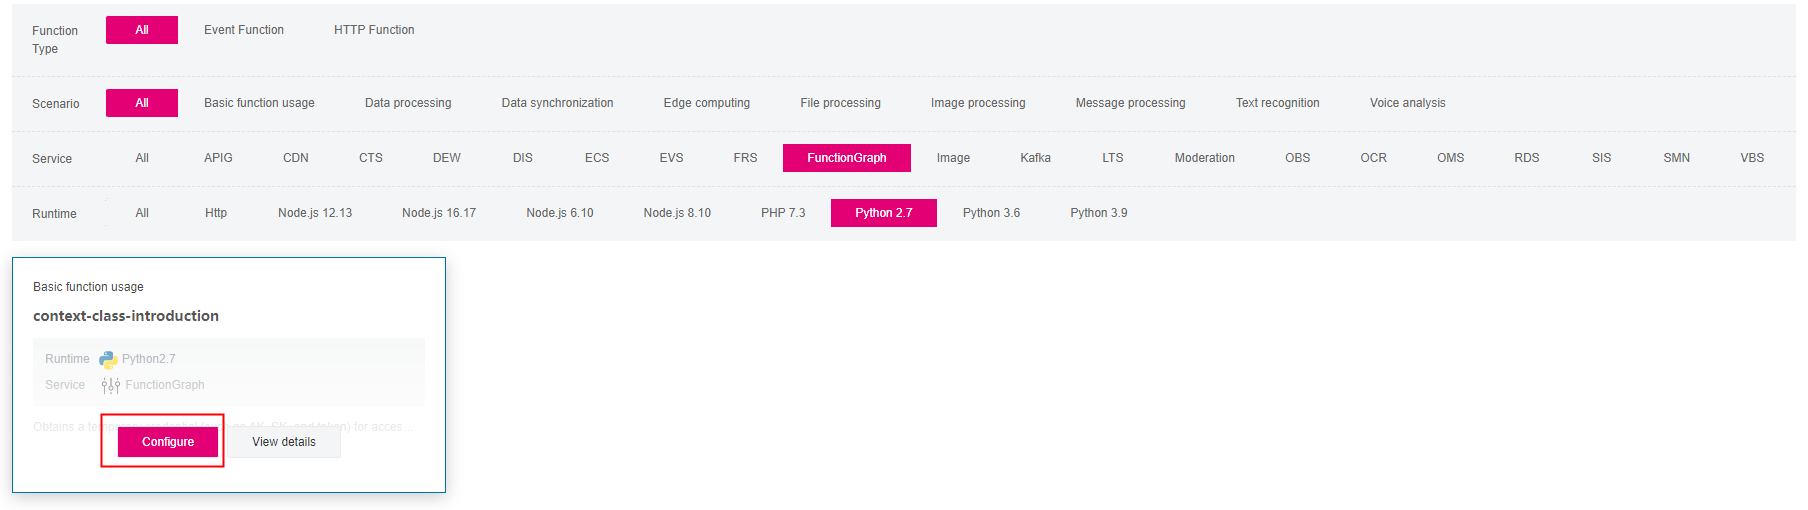 Function Type All Event Function HTTP Function
Scenario All Basic function usage Data processing Data synchronization Edge computing File processing Image processing Message processing Text recognition Voice analysis
Service All APIG CDN CTS DEW DIS ECS EVS FRS FunctionGraph Image Kafka LTS Moderation OBS OCR OMS RDS SIS SMN VBS
Runtime All Http Node.js 12.13 Node.js 16.17 Node.js 6.10 Node.js 8.10 PHP 7.3 Python 2.7 Python 3.6 Python 3.9
Basic function usage
context-class-introduction
Runtime Python2.7
Service FunctionGraph
Obtains a temporary credential (such as AK, SK, and token) for acces...
Configure View details